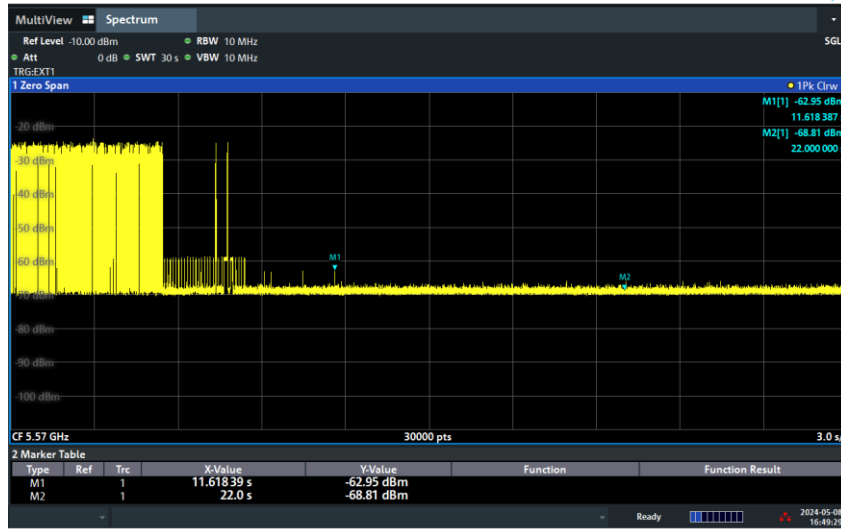 MultiView Spectrum
Ref Level -10.00 dBm RBW 10 MHz SGL
Att 0 dB SWT 30 s VBW 10 MHz
TRG:EXT1
1 Zero Span 1Pk Clrw
M1[1] -62.95 dBm
11.618 387 s
M2[1] -68.81 dBm
22.000 000 s
-20 dBm
-30 dBm
-40 dBm
-50 dBm
-60 dBm
M1
M2
-70 dBm
-80 dBm
-90 dBm
-100 dBm
CF 5.57 GHz 30000 pts 3.0 s/
2 Marker Table
Type Ref Trc X-Value Y-Value Function Function Result
M1 1 11.61839 s -62.95 dBm
M2 1 22.0 s -68.81 dBm
Ready 2024-05-08
16:49:29